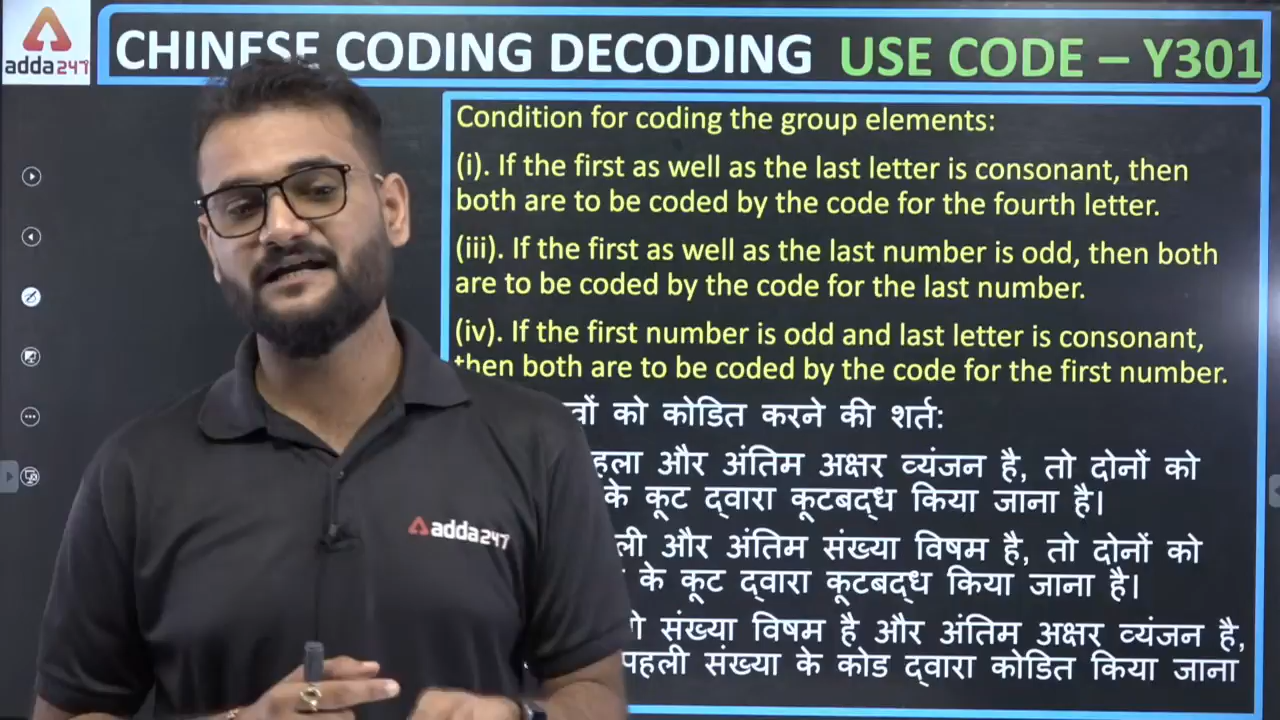 adda247
CHINESE CODING DECODING USE CODE – Y301
Condition for coding the group elements:
(i). If the first as well as the last letter is consonant, then
both are to be coded by the code for the fourth letter.
(iii). If the first as well as the last number is odd, then both
are to be coded by the code for the last number.
(iv). If the first number is odd and last letter is consonant,
then both are to be coded by the code for the first number.
को कोडित करने की शर्त:
और अंतिम अक्षर व्यंजन है, तो दोनों को
के कूट द्वारा कूटबद्ध किया जाना है।
और अंतिम संख्या विषम है, तो दोनों को
के कूट द्वारा कूटबद्ध किया जाना है।
संख्या विषम है और अंतिम अक्षर व्यंजन है,
पहली संख्या के कोड द्वारा कोडित किया जाना
adda247